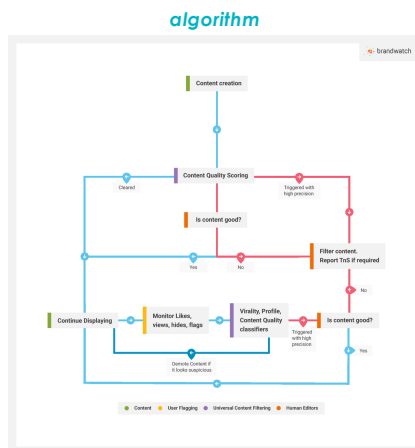 algorithm
brandwatch
Content creation
Content Quality Scoring
Cleared
Triggered with
high precision
Is content good?
Filter content.
Report TnS if required
Yes
No
No
Continue Displaying
Monitor Likes,
views, hides, flags
Virality, Profile,
Content Quality
classifiers
Is content good?
Triggered
with high
precision
Yes
Demote Content if
it looks suspicious
Content
User Flagging
Universal Content Filtering
Human Editors